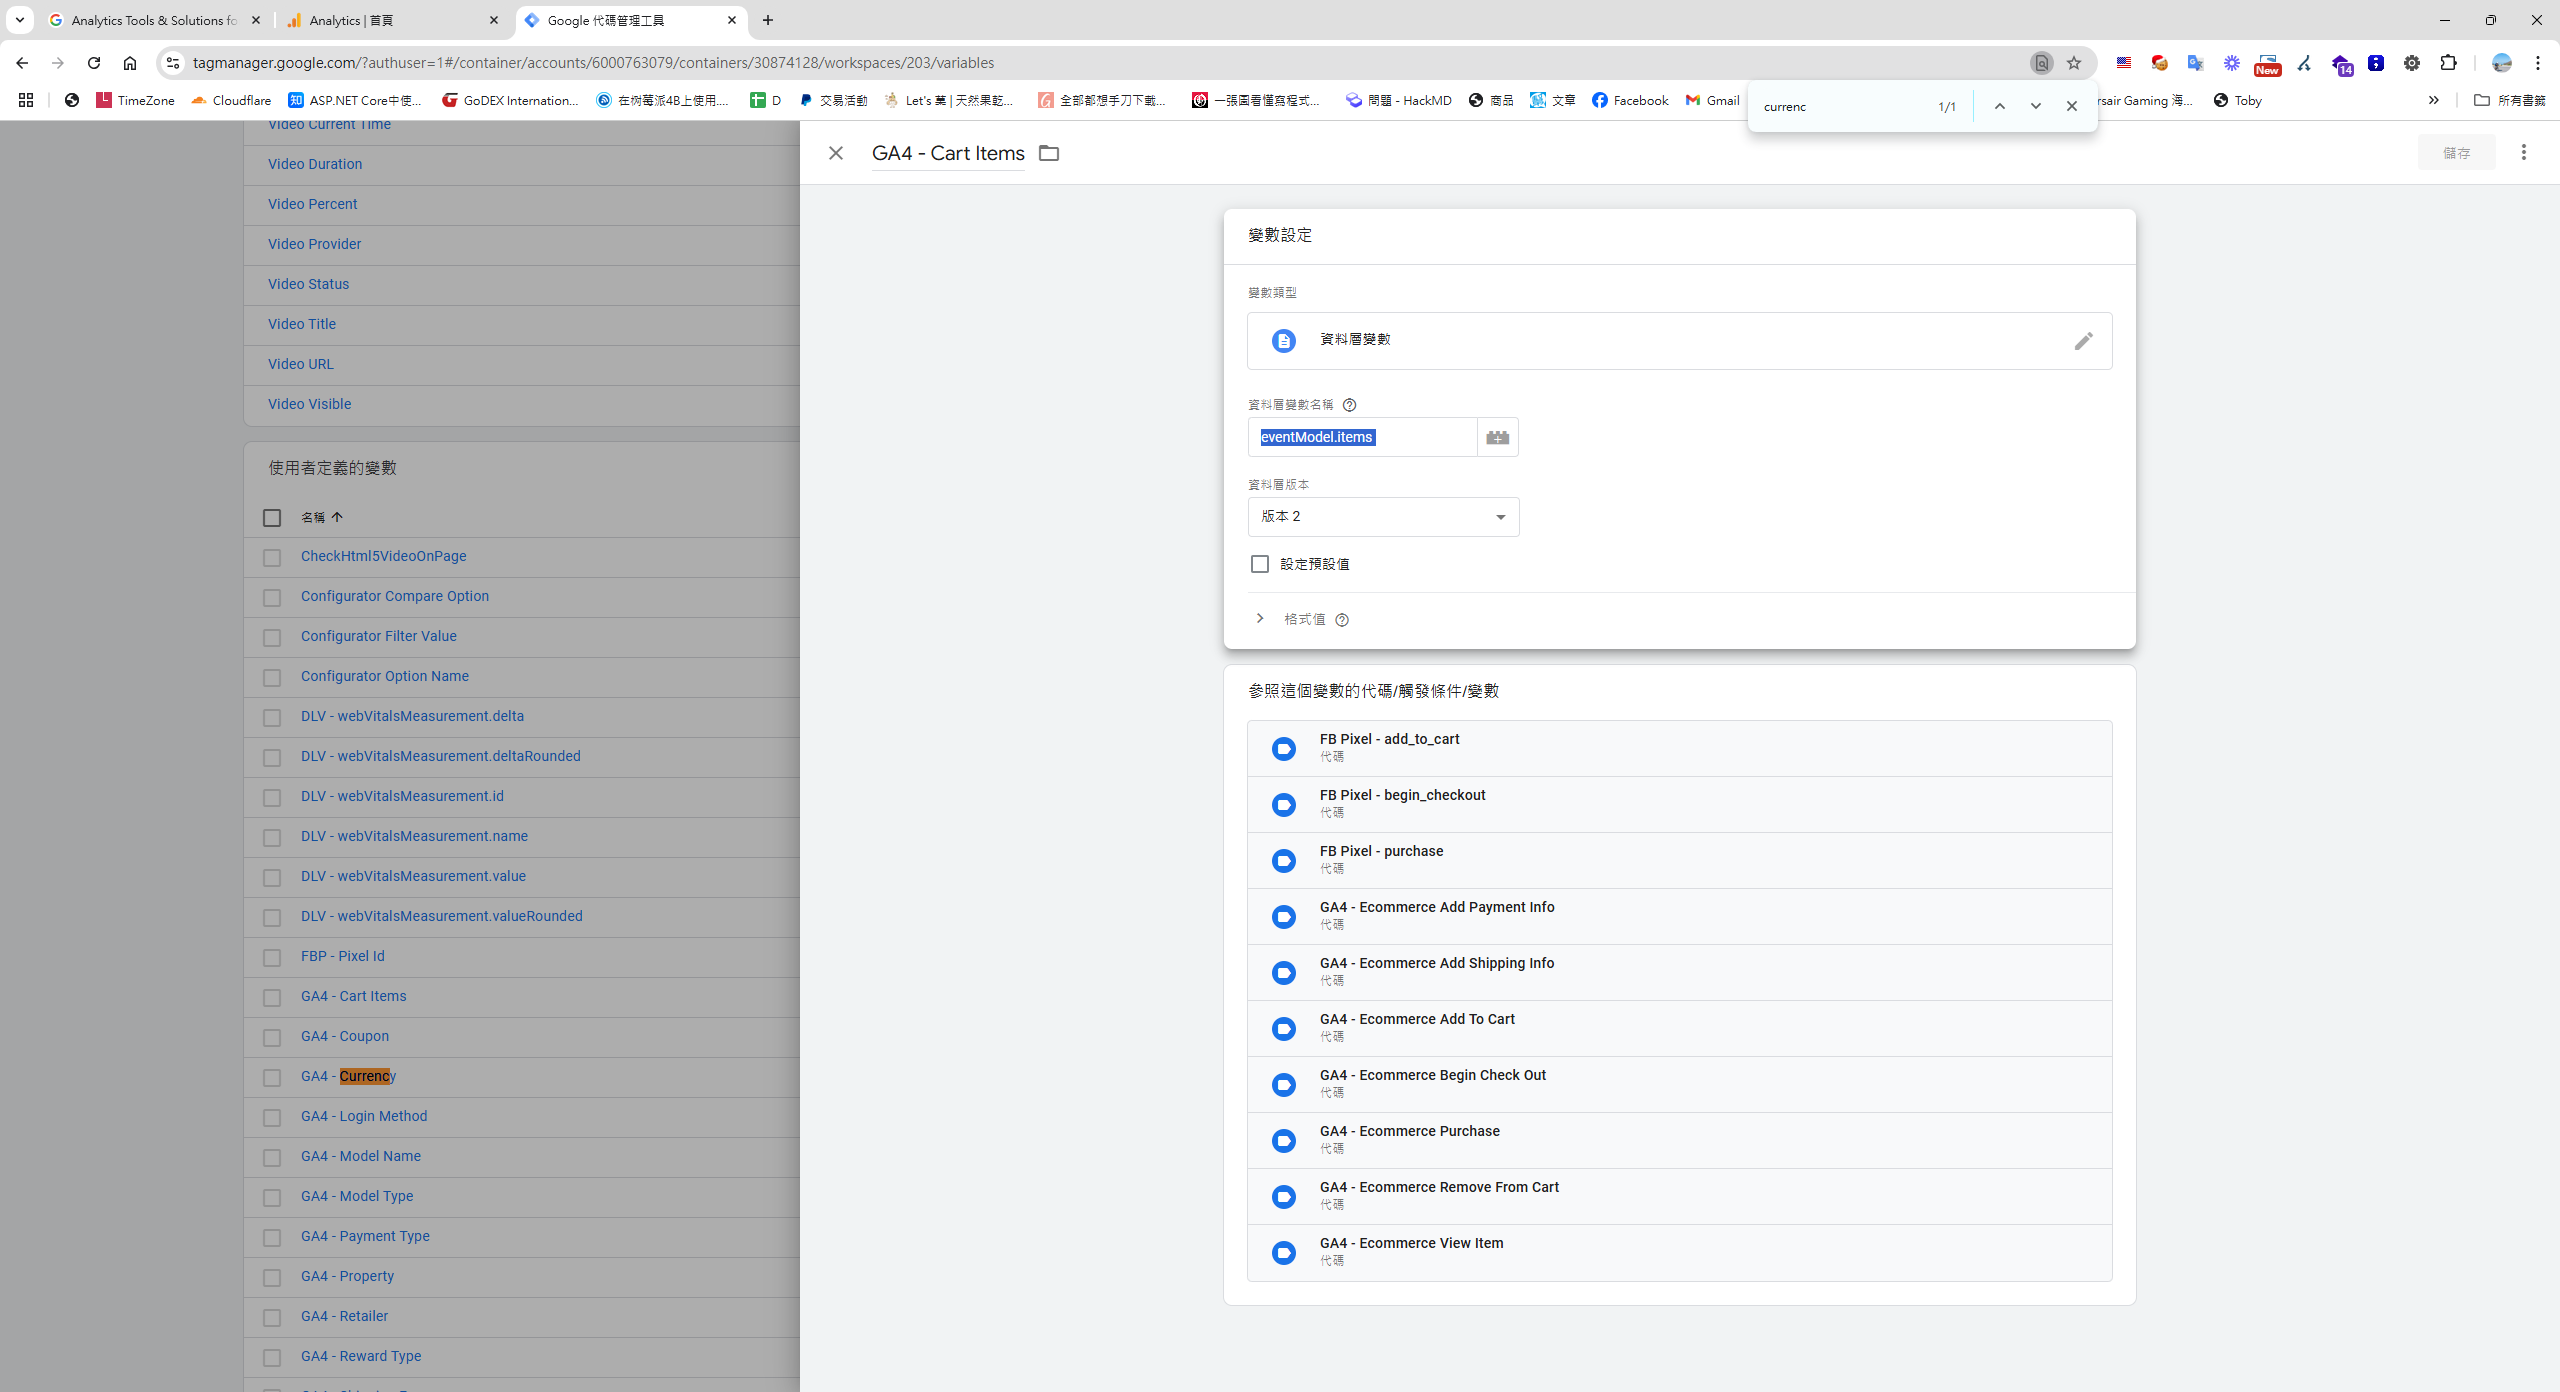 Analytics Tools & Solutions fo
Analytics | 首頁
Google 代碼管理工具
tagmanager.google.com/?authuser=1#/container/accounts/6000763079/containers/30874128/workspaces/203/variables
New
14
TimeZone
Cloudflare
ASP.NET Core中使...
GoDEX Internation...
在树莓派4B上使用....
D
交易活動
Let's 菓 | 天然果乾...
全部都想手刀下載...
一張圖看懂寫程式...
問題 - HackMD
商品
文章
Facebook
Gmail
rsair Gaming 海...
Toby
所有書籤
currenc
1/1
Video Current Time
Video Duration
Video Percent
Video Provider
Video Status
Video Title
Video URL
Video Visible
使用者定義的變數
名稱
CheckHtml5VideoOnPage
Configurator Compare Option
Configurator Filter Value
Configurator Option Name
DLV - webVitalsMeasurement.delta
DLV - webVitalsMeasurement.deltaRounded
DLV - webVitalsMeasurement.id
DLV - webVitalsMeasurement.name
DLV - webVitalsMeasurement.value
DLV - webVitalsMeasurement.valueRounded
FBP - Pixel Id
GA4 - Cart Items
GA4 - Coupon
GA4 - Currency
GA4 - Login Method
GA4 - Model Name
GA4 - Model Type
GA4 - Payment Type
GA4 - Property
GA4 - Retailer
GA4 - Reward Type
GA4 - Cart Items
儲存
變數設定
變數類型
資料層變數
資料層變數名稱
eventModel.items
資料層版本
版本 2
設定預設值
格式值
參照這個變數的代碼/觸發條件/變數
FB Pixel - add_to_cart
代碼
FB Pixel - begin_checkout
代碼
FB Pixel - purchase
代碼
GA4 - Ecommerce Add Payment Info
代碼
GA4 - Ecommerce Add Shipping Info
代碼
GA4 - Ecommerce Add To Cart
代碼
GA4 - Ecommerce Begin Check Out
代碼
GA4 - Ecommerce Purchase
代碼
GA4 - Ecommerce Remove From Cart
代碼
GA4 - Ecommerce View Item
代碼